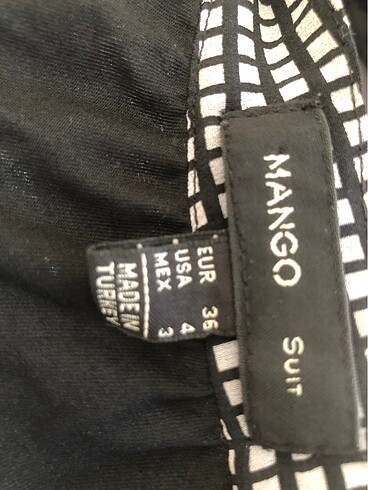 MANGO SUIT
EUR 36
USA 4
MEX 3
MADE IN
TURKEY